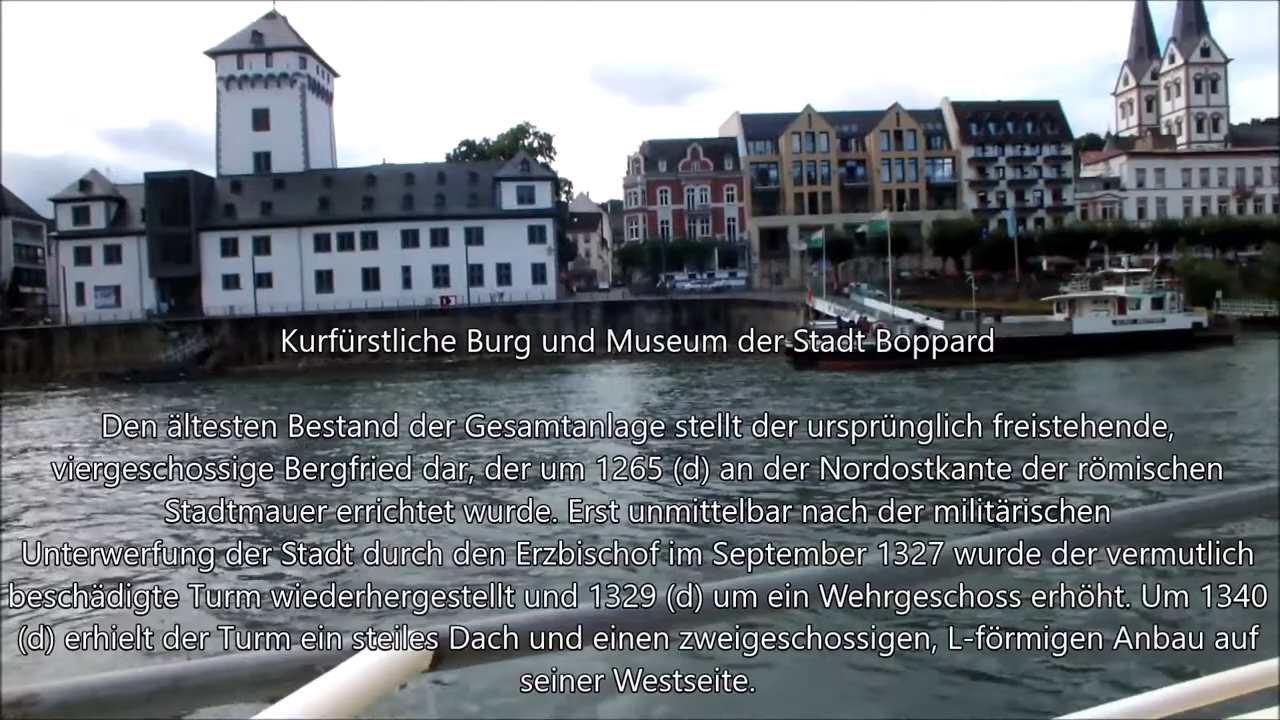 Kurfürstliche Burg und Museum der Stadt Boppard
Den ältesten Bestand der Gesamtanlage stellt der ursprünglich freistehende,
viergeschossige Bergfried dar, der um 1265 (d) an der Nordostkante der römischen
Stadtmauer errichtet wurde. Erst unmittelbar nach der militärischen
Unterwerfung der Stadt durch den Erzbischof im September 1327 wurde der vermutlich
beschädigte Turm wiederhergestellt und 1329 (d) um ein Wehrgeschoss erhöht. Um 1340
(d) erhielt der Turm ein steiles Dach und einen zweigeschossigen, L-förmigen Anbau auf
seiner Westseite.